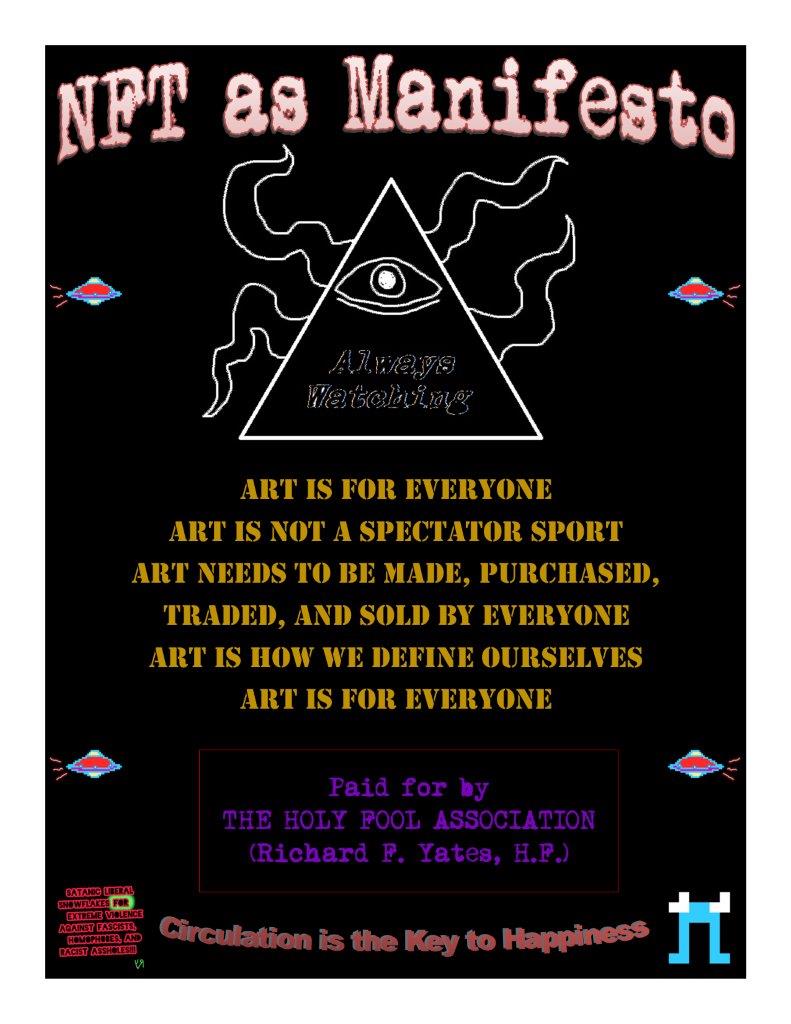 NFT as Manifesto
Always
Watching
ART IS FOR EVERYONE
ART IS NOT A SPECTATOR SPORT
ART NEEDS TO BE MADE, PURCHASED,
TRADED, AND SOLD BY EVERYONE
ART IS HOW WE DEFINE OURSELVES
ART IS FOR EVERYONE
Paid for by
THE HOLY FOOL ASSOCIATION
(Richard F. Yates, H.F.)
SATANIC LIBERAL
SNOWFLAKES FOR
EXTREME VIOLENCE
AGAINST FASCISTS,
HOMOPHOBES, AND
RACIST ASSHOLES!!!
Circulation is the Key to Happiness